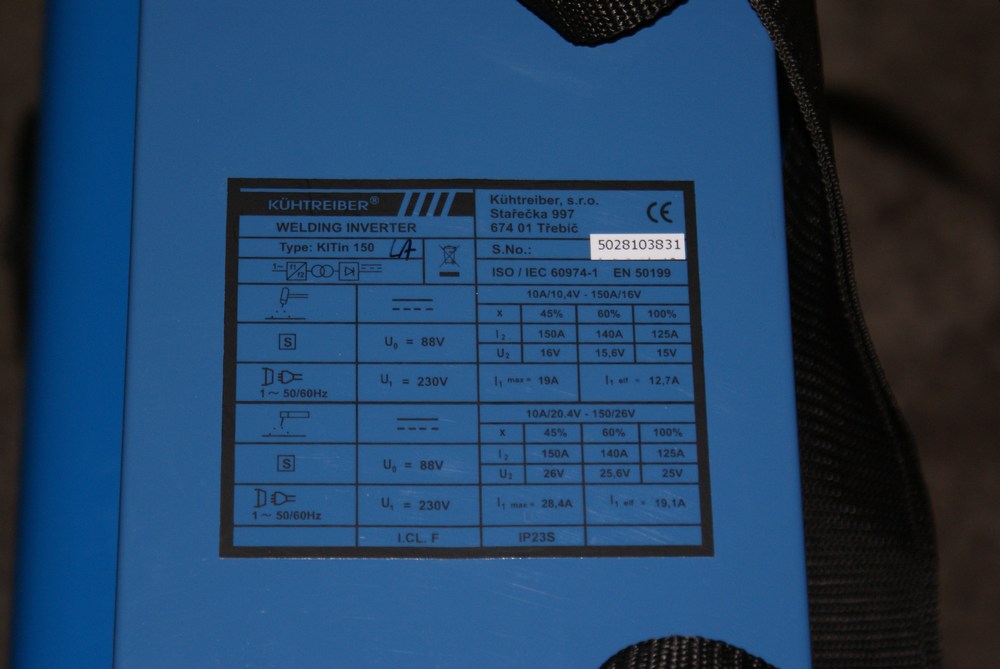 KÜHTREIBER®
WELDING INVERTER
Type: KITin 150 LA
1~ f1 f2
Kühtreiber, s.r.o.
Stařečka 997
674 01 Třebíč
CE
S.No.: 5028103831
ISO / IEC 60974-1 EN 50199
10A/10,4V - 150A/16V
x 45% 60% 100%
S U₀ = 88V I₂ 150A 140A 125A
U₂ 16V 15,6V 15V
1~ 50/60Hz U₁ = 230V I₁ max = 19A I₁ eff = 12,7A
10A/20.4V - 150/26V
x 45% 60% 100%
I₂ 150A 140A 125A
S U₀ = 88V U₂ 26V 25,6V 25V
1~ 50/60Hz U₁ = 230V I₁ max = 28,4A I₁ eff = 19,1A
I.CL. F IP23S